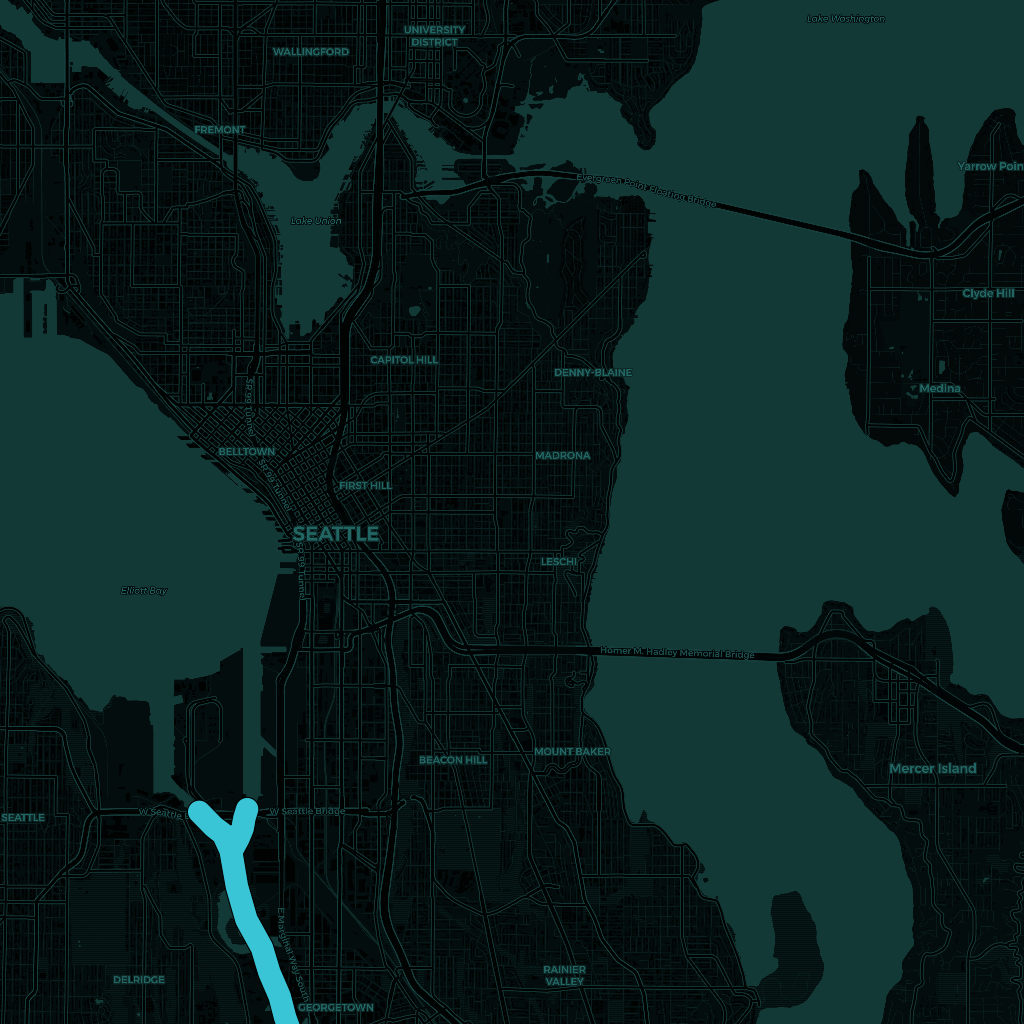 Lake Washington
UNIVERSITY
DISTRICT
WALLINGFORD
FREMONT
Yarrow Poin
Evergreen Point Floating Bridge
Lake Union
Clyde Hill
CAPITOL HILL
DENNY-BLAINE
SR 99 Tunnel
Medina
BELLTOWN
MADRONA
SR 99 Tunnel
FIRST HILL
SEATTLE
SR 99 Tunnel
LESCHI
Elliott Bay
Homer M. Hadley Memorial Bridge
MOUNT BAKER
BEACON HILL
Mercer Island
W Seattle B
W Seattle Bridge
SEATTLE
E Marginal Way South
RAINIER
VALLEY
DELRIDGE
GEORGETOWN